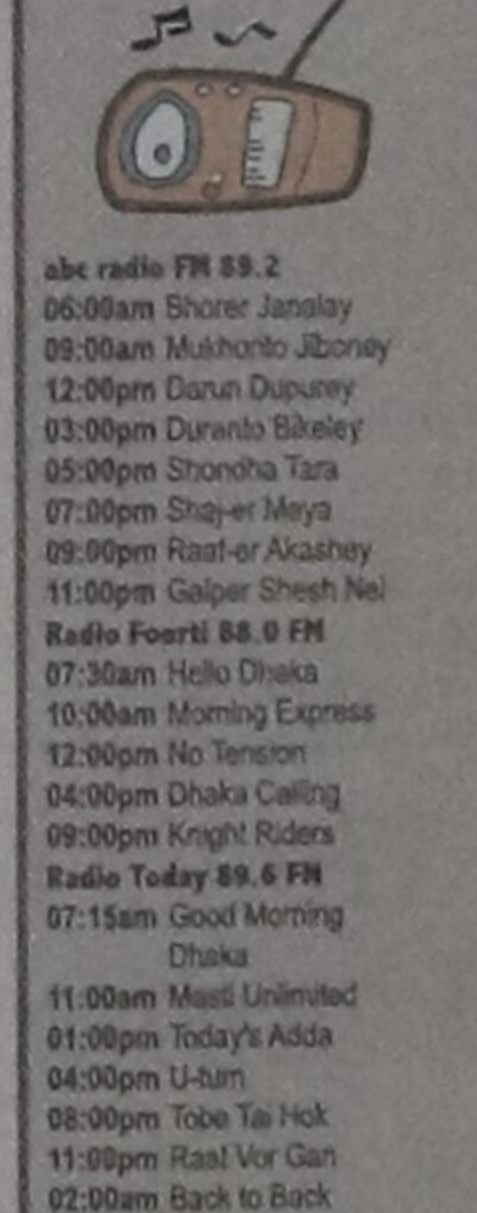 abc radio FM 89.2
06:00am Bhorer Janalay
09:00am Mukhorito Jiboney
12:00pm Darun Dupurey
03:00pm Duranto Bikeley
05:00pm Shondha Tara
07:00pm Shaj-er Maya
09:00pm Raat-er Akashey
11:00pm Galper Shesh Nei
Radio Foorti 88.0 FM
07:30am Hello Dhaka
10:00am Morning Express
12:00pm No Tension
04:00pm Dhaka Calling
09:00pm Knight Riders
Radio Today 89.6 FM
07:15am Good Morning
Dhaka
11:00am Masti Unlimited
01:00pm Today's Adda
04:00pm U-turn
08:00pm Tobe Tai Hok
11:00pm Raat Vor Gan
02:00am Back to Back